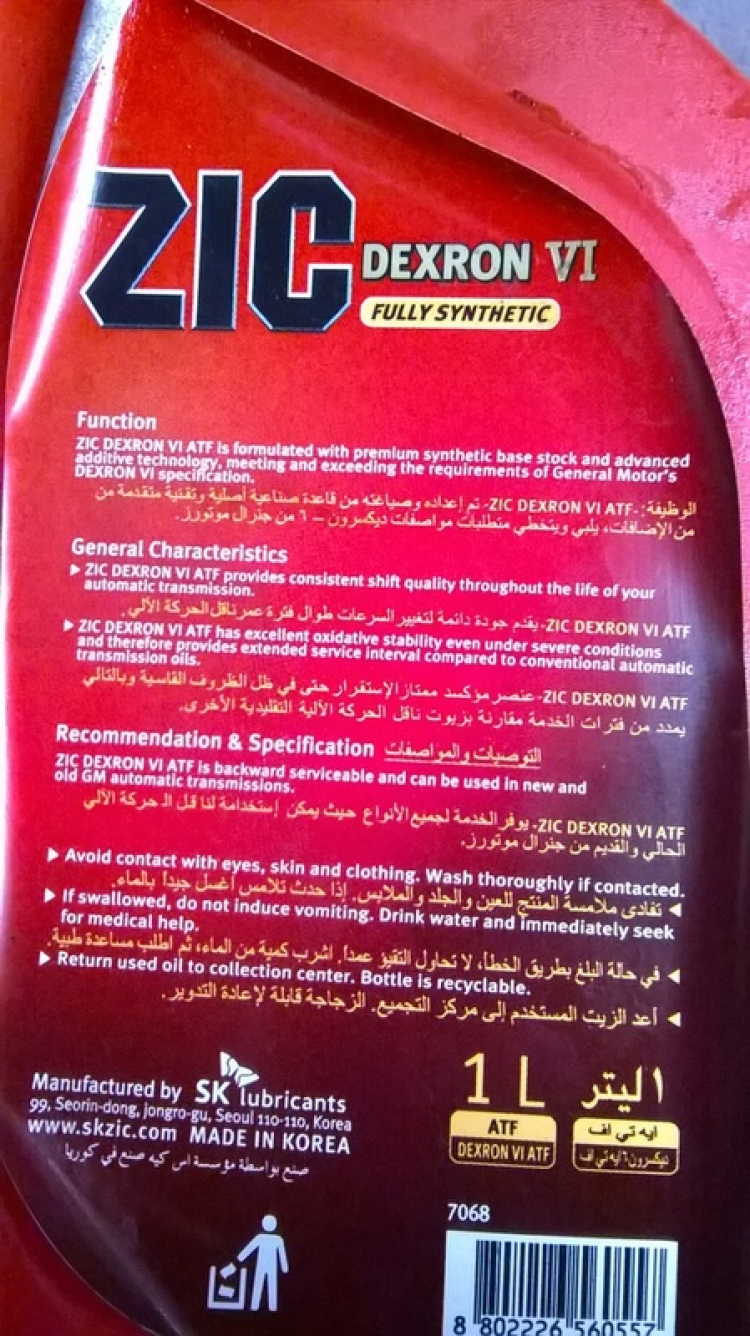 ZIC DEXRON VI
FULLY SYNTHETIC
Function
ZIC DEXRON VI ATF is formulated with premium synthetic base stock and advanced
additive technology, meeting and exceeding the requirements of General Motor's
DEXRON VI specification.
الوظيفة: -ZIC DEXRON VI ATF- تم إعداده وصياغته من قاعدة صناعية أصلية وتقنية متقدمة من
من الإضافات، يلبي ويتخطي متطلبات مواصفات ديكسرون – ٦ من جنرال موتورز.
General Characteristics
▶ ZIC DEXRON VI ATF provides consistent shift quality throughout the life of your
automatic transmission.
ZIC DEXRON VI ATF-يقدم جودة دائمة لتغيير السرعات طوال فترة عمر ناقل الحركة الآلي.
▶ ZIC DEXRON VI ATF has excellent oxidative stability even under severe conditions
and therefore provides extended service interval compared to conventional automatic
transmission oils.
ZIC DEXRON VI ATF-عنصر مؤكسد ممتاز الإستقرار حتى في ظل الظروف القاسية وبالتالي
يمدد من فترات الخدمة مقارنة بزيوت ناقل الحركة الآلية التقليدية الأخرى.
Recommendation & Specification التوصيات والمواصفات
ZIC DEXRON VI ATF is backward serviceable and can be used in new and
old GM automatic transmissions.
ZIC DEXRON VI ATF- يوفر الخدمة لجميع الأنواع حيث يمكن إستخدامة لنا قل الحركة الآلي
الحالي والقديم من جنرال موتورز.
▶ Avoid contact with eyes, skin and clothing. Wash thoroughly if contacted.
◀ تفادى ملامسة المنتج للعين والجلد والملابس. إذا حدث تلامس أغسل جيداً بالماء.
▶ If swallowed, do not induce vomiting. Drink water and immediately seek
for medical help.
◀ في حالة البلغ بطريق الخطأ، لا تحاول التقيؤ عمداً. اشرب كمية من الماء، ثم اطلب مساعدة طبية.
▶ Return used oil to collection center. Bottle is recyclable.
◀ أعد الزيت المستخدم إلى مركز التجميع. الزجاجة قابلة لإعادة التدوير.
Manufactured by SK lubricants
99, Seorin-dong, Jongro-gu, Seoul 110-110, Korea
www.skzic.com MADE IN KOREA
صنع بواسطة مؤسسة اس كيه صنع في كوريا
1 L ١ ليتر
ATF ايه تي اف
DEXRON VI ATF ديكسرون٦ ايه تي اف
7068
8 802226 560557